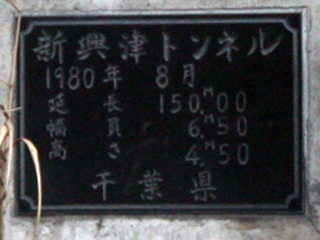 新興津トンネル
1980年 8月
延長 150.M00
幅員 6.M50
高さ 4.M50
千葉県